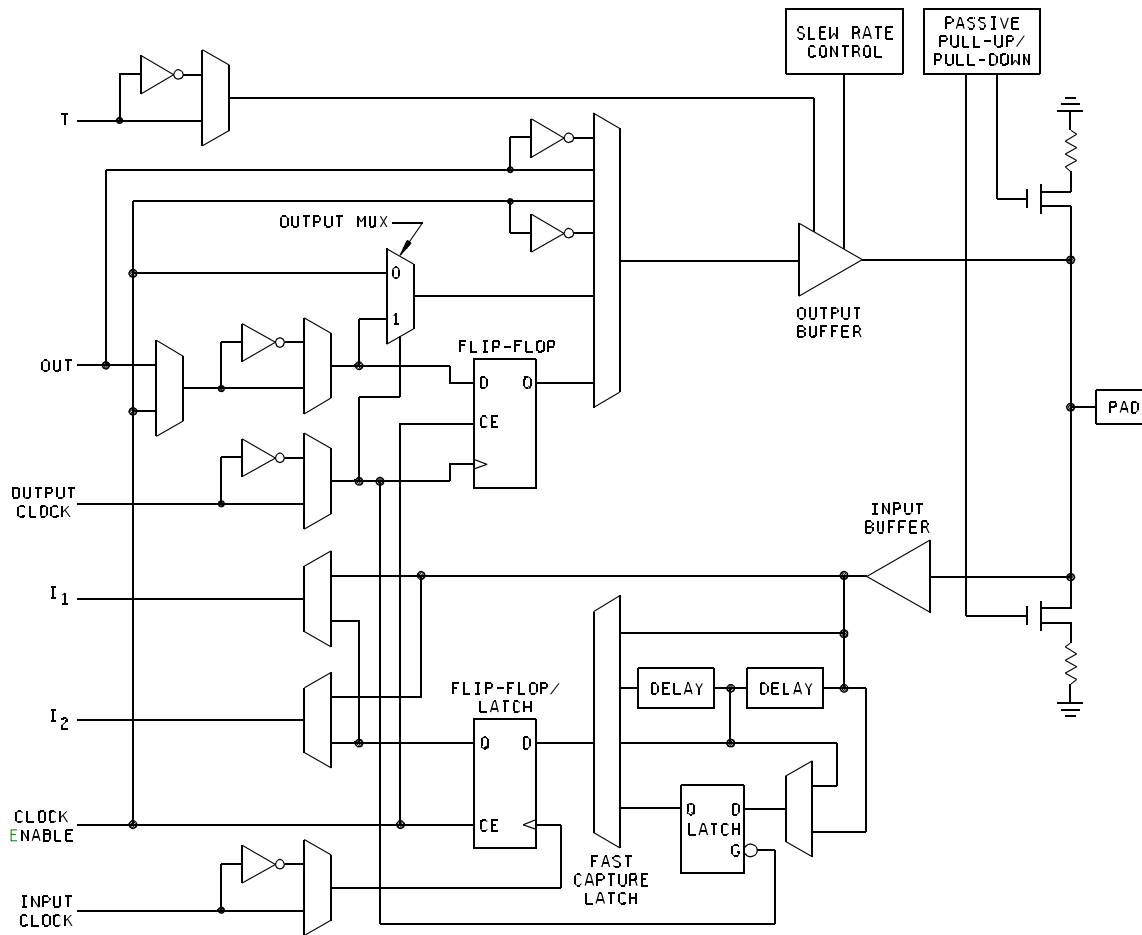 SLEW RATE
CONTROL
PASSIVE
PULL-UP/
PULL-DOWN
T
OUTPUT MUX
0
1
OUTPUT
BUFFER
FLIP-FLOP
OUT
D
Q
CE
PAD
OUTPUT
CLOCK
INPUT
BUFFER
I1
DELAY
DELAY
FLIP-FLOP/
LATCH
I2
Q
D
CLOCK
ENABLE
CE
Q
D
LATCH
G
FAST
CAPTURE
LATCH
INPUT
CLOCK